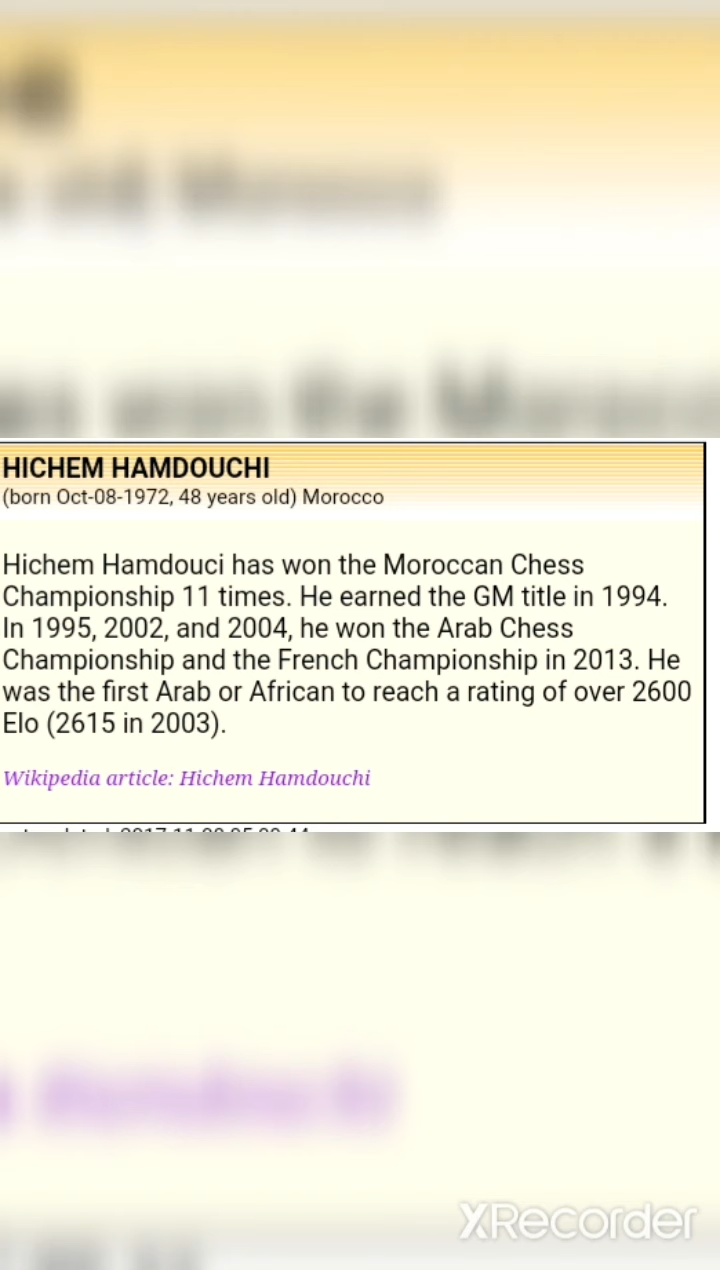 HICHEM HAMDOUCHI
(born Oct-08-1972, 48 years old) Morocco
Hichem Hamdouci has won the Moroccan Chess
Championship 11 times. He earned the GM title in 1994.
In 1995, 2002, and 2004, he won the Arab Chess
Championship and the French Championship in 2013. He
was the first Arab or African to reach a rating of over 2600
Elo (2615 in 2003).
Wikipedia article: Hichem Hamdouchi
XRecorder